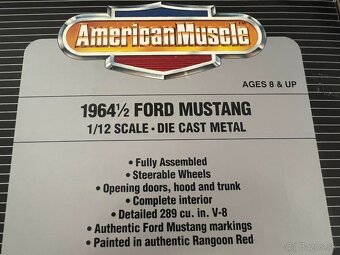 American Muscle™
AGES 8 & UP
1964½ FORD MUSTANG
1/12 SCALE · DIE CAST METAL
• Fully Assembled
• Steerable Wheels
• Opening doors, hood and trunk
• Complete interior
• Detailed 289 cu. in. V-8
• Authentic Ford Mustang markings
• Painted in authentic Rangoon Red